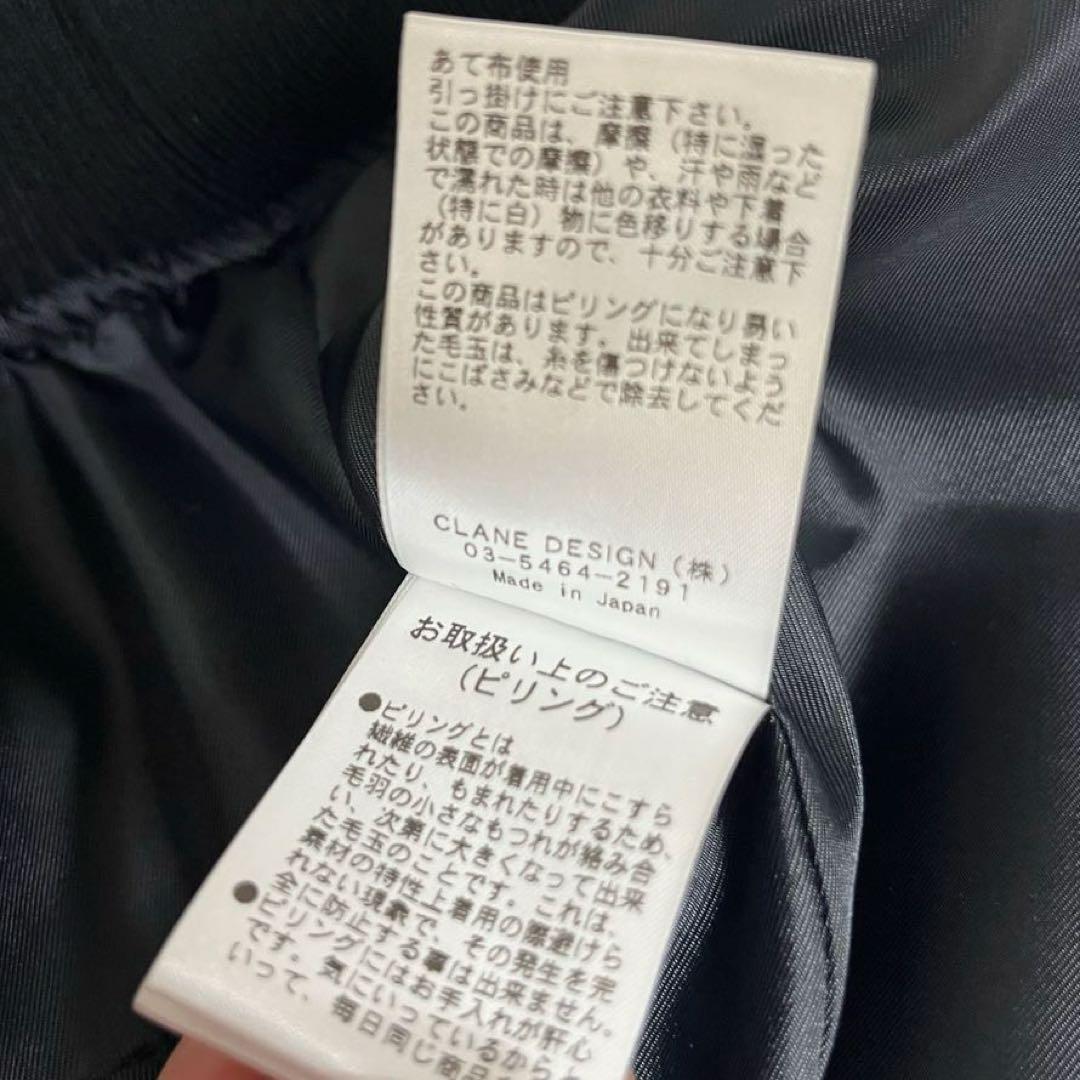 あて布使用
引っ掛けにご注意下さい。
この商品は、摩擦（特に湿った
状態での摩擦）や、汗や雨など
で濡れた時は他の衣料や下着
（特に白）物に色移りする場合
がありますので、十分ご注意下
さい。
この商品はピリングになり易い
性質があります。出来てしまっ
た毛玉は、糸を傷つけないよう
にこばさみなどで除去してくだ
さい。
CLANE DESIGN（株）
03-5464-2191
Made in Japan
お取扱い上のご注意
（ピリング）
●ピリングとは
繊維の表面が着用中にこすら
れたり、もまれたりするため、
毛羽の小さなもつれが絡み合
い、次第に大きくなって出来
た毛玉のことです。これは、
素材の特性上着用の際避けら
れない現象で、その発生を完
全に防止する事は出来ません。
●ピリングにはお手入れが肝心
です。気にいっているからと
いって、毎日同じ商品